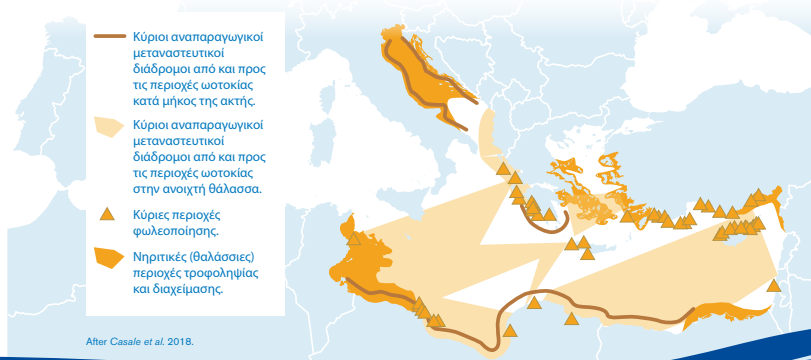 Κύριοι αναπαραγωγικοί
μεταναστευτικοί
διάδρομοι από και προς
τις περιοχές ωοτοκίας
κατά μήκος της ακτής.
Κύριοι αναπαραγωγικοί
μεταναστευτικοί
διάδρομοι από και προς
τις περιοχές ωοτοκίας
στην ανοιχτή θάλασσα.
Κύριες περιοχές
φωλεοποίησης.
Νηριτικές (θαλάσσιες)
περιοχές τροφοληψίας
και διαχείμασης.
After Casale et al. 2018.